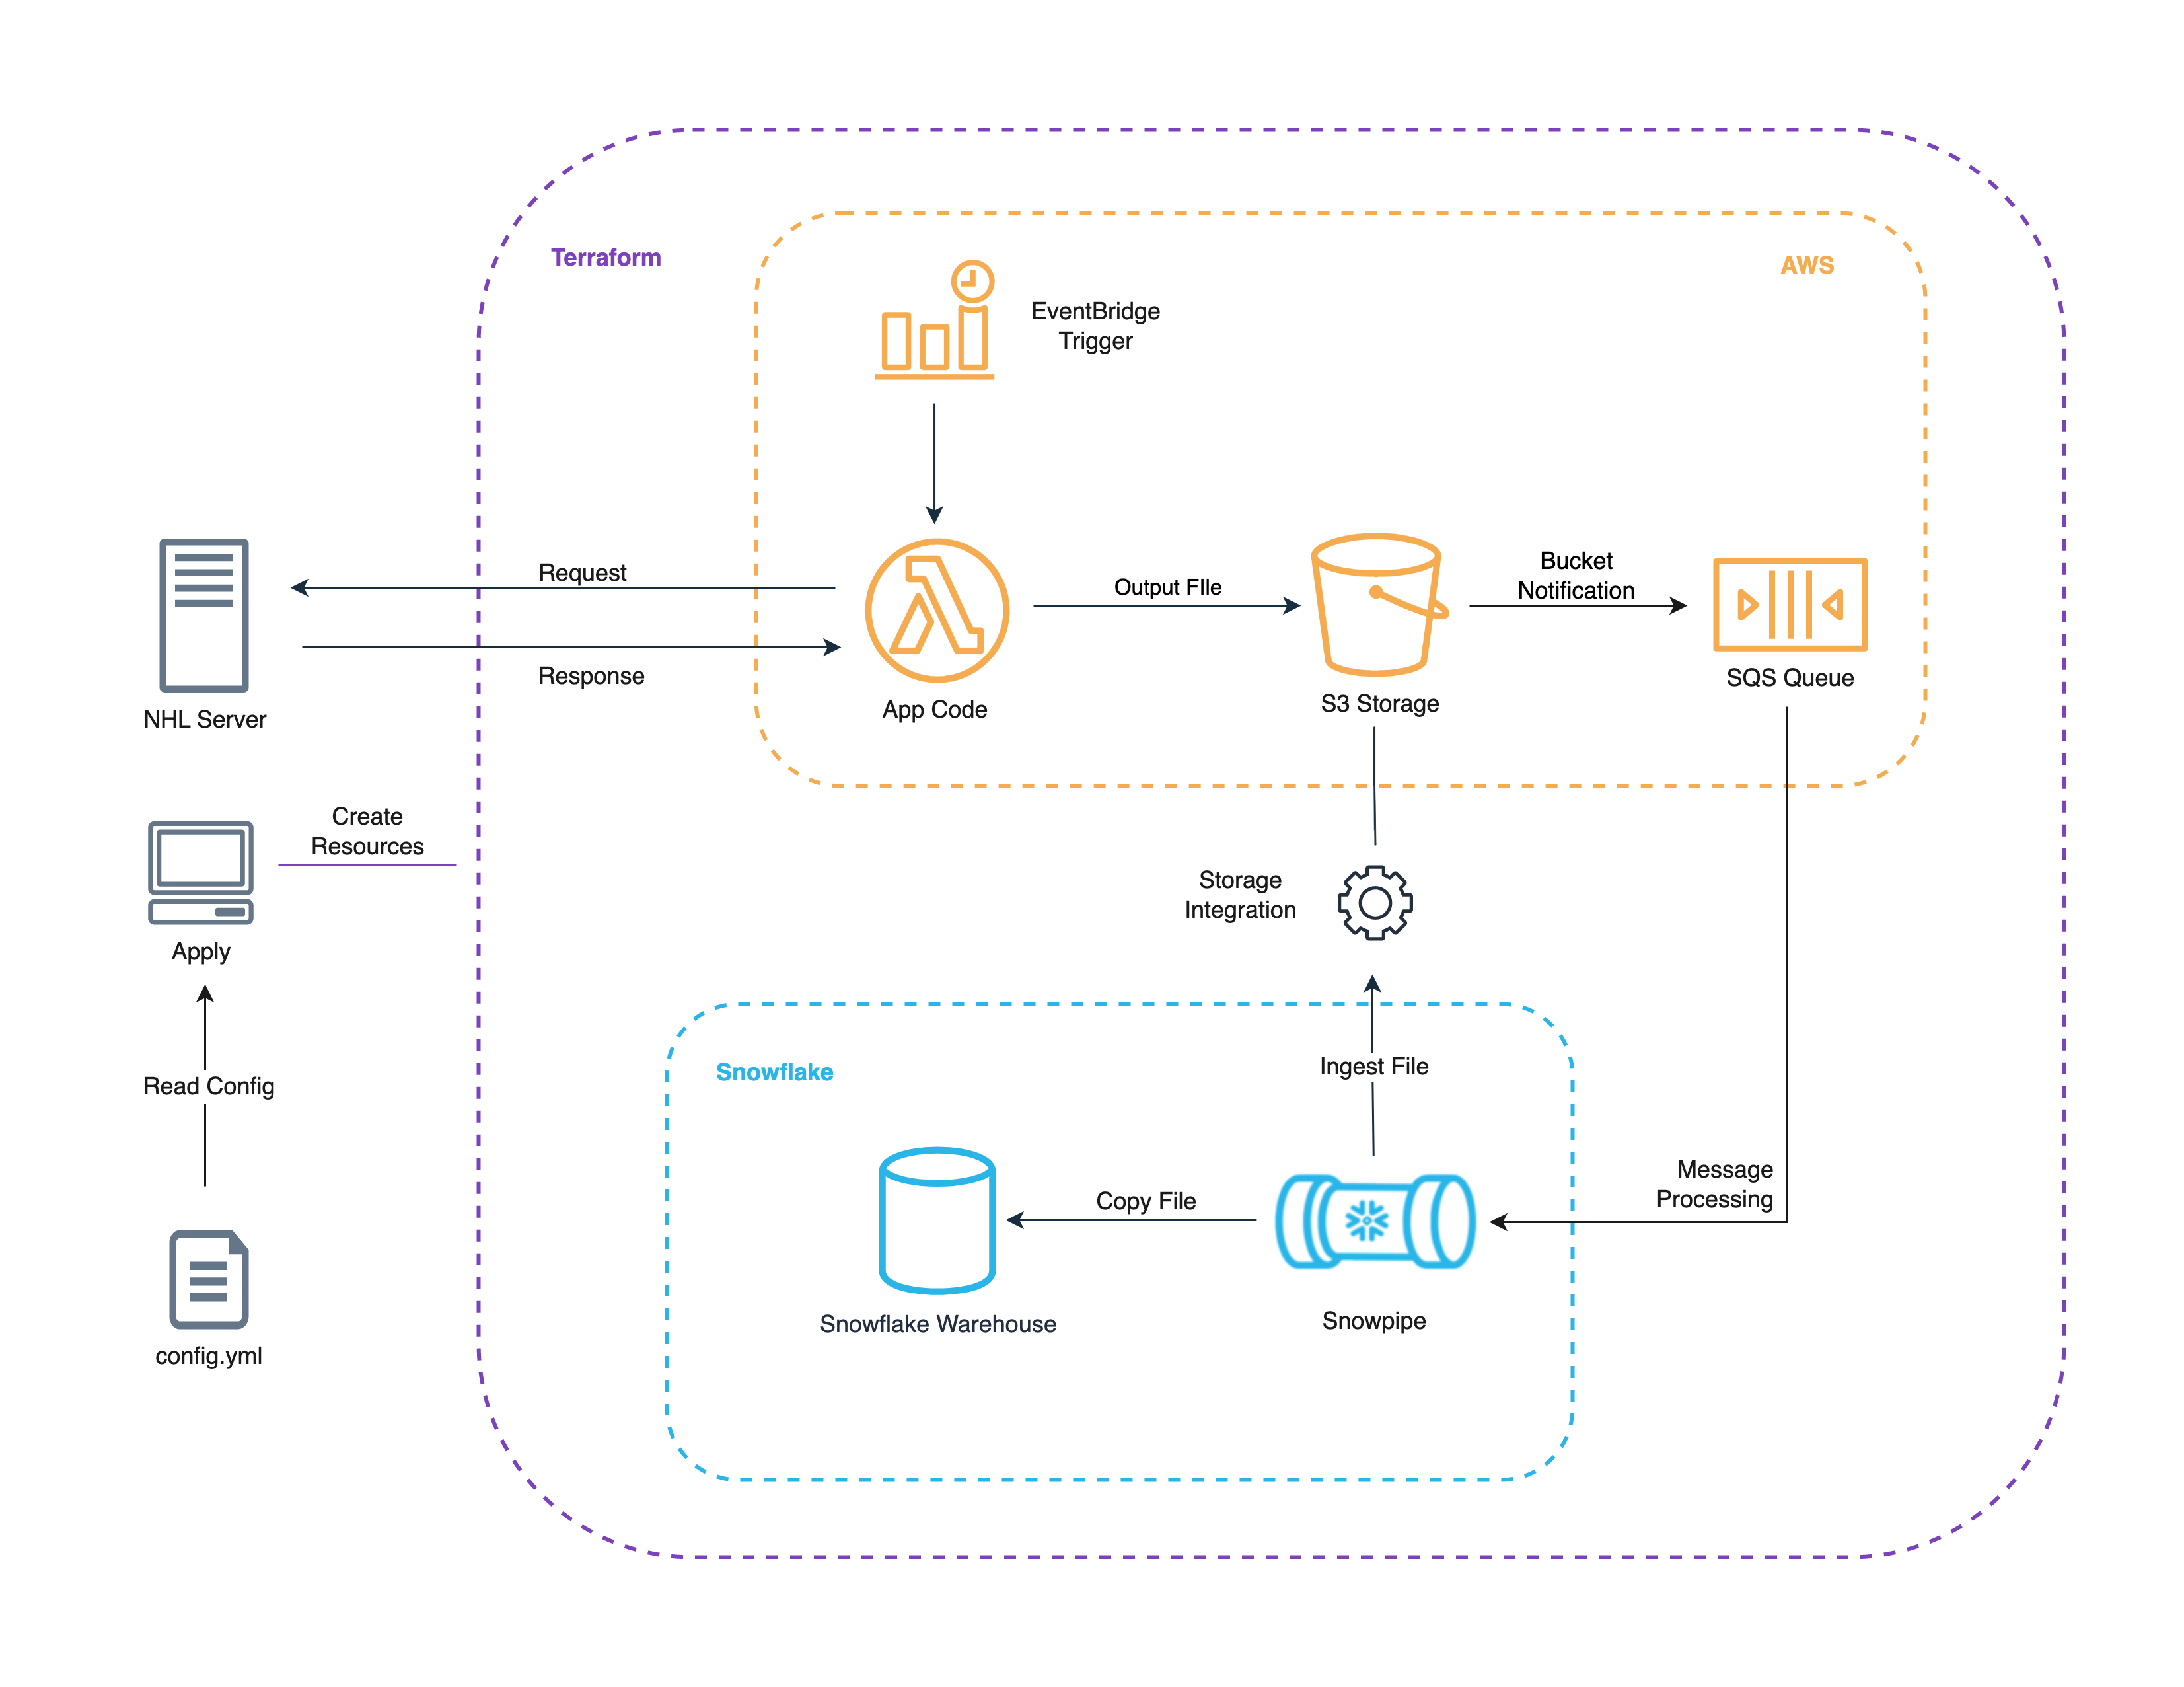 Terraform
AWS
EventBridge
Trigger
Request
Response
NHL Server
App Code
Output FIle
S3 Storage
Bucket
Notification
SQS Queue
Create
Resources
Apply
Storage
Integration
Read Config
config.yml
Snowflake
Ingest File
Message
Processing
Copy File
Snowflake Warehouse
Snowpipe